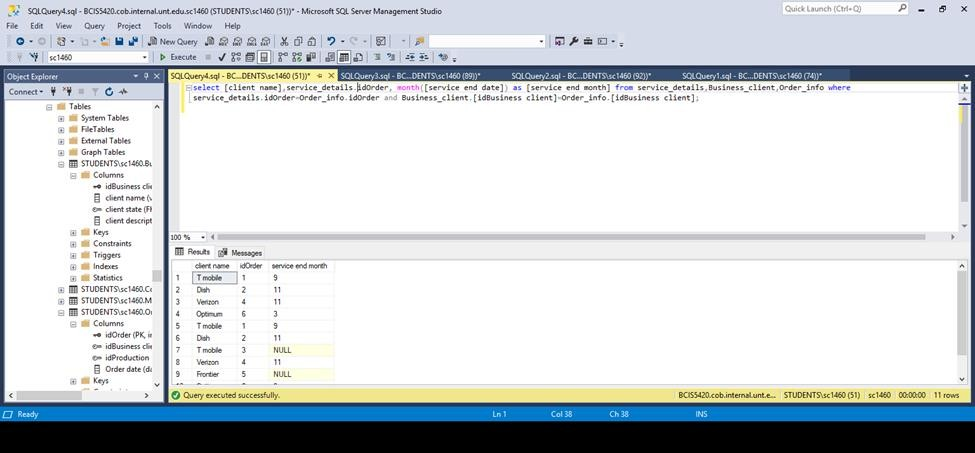 SQLQuery4.sql - BCIS5420.cob.internal.unt.edu.sc1460 (STUDENTS\sc1460 (51))* - Microsoft SQL Server Management Studio
Quick Launch (Ctrl+Q)
File Edit View Query Project Tools Window Help
New Query
sc1460 Execute
Object Explorer
Connect
Tables
System Tables
FileTables
External Tables
Graph Tables
STUDENTS\sc1460.Bu
Columns
idBusiness clie
client name (v
client state (FK
client descript
Keys
Constraints
Triggers
Indexes
Statistics
STUDENTS\sc1460.Co
STUDENTS\sc1460.M
STUDENTS\sc1460.Or
Columns
idOrder (PK, in
idBusiness clie
idProduction
Order date (da
Keys
SQLQuery4.sql - BC...DENTS\sc1460 (51))* SQLQuery3.sql - BC...DENTS\sc1460 (89))* SQLQuery2.sql - BC...DENTS\sc1460 (92))* SQLQuery1.sql - BC...DENTS\sc1460 (74))*
select [client name],service_details.idOrder, month([service end date]) as [service end month] from service_details,Business_client,Order_info where
service_details.idOrder=Order_info.idOrder and Business_client.[idBusiness client]=Order_info.[idBusiness client];
100 %
Results Messages
client name idOrder service end month
1 T mobile 1 9
2 Dish 2 11
3 Verizon 4 11
4 Optimum 6 3
5 T mobile 1 9
6 Dish 2 11
7 T mobile 3 NULL
8 Verizon 4 11
9 Frontier 5 NULL
Query executed successfully. BCIS5420.cob.internal.unt.e... STUDENTS\sc1460 (51) sc1460 00:00:00 11 rows
Ready Ln 1 Col 38 Ch 38 INS